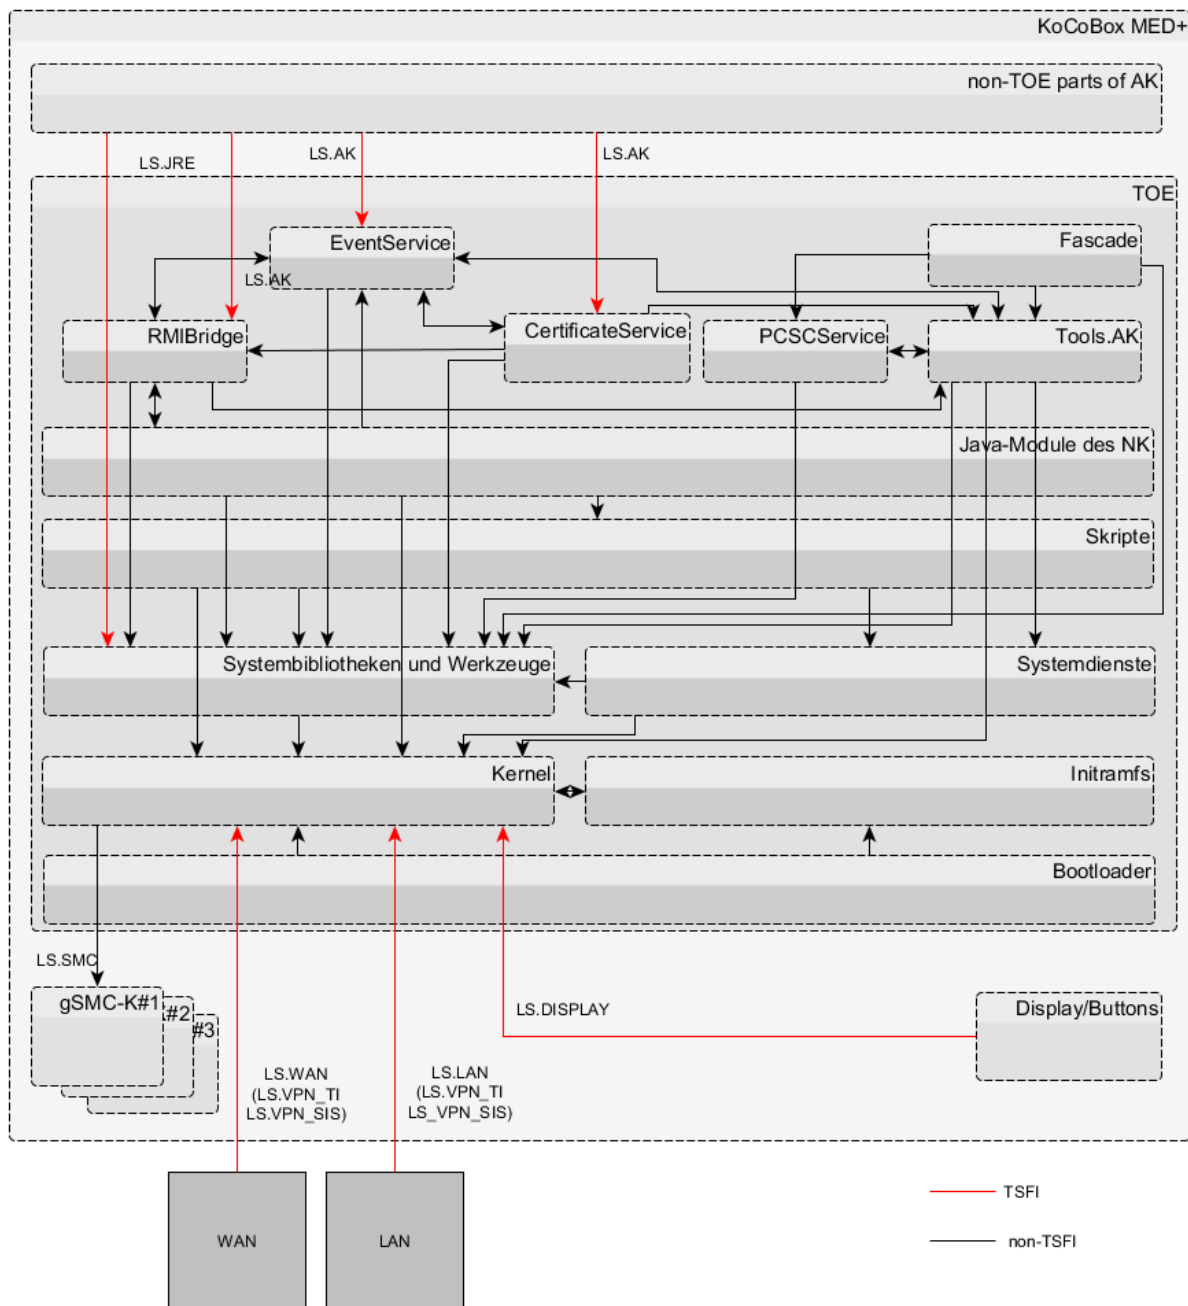 KoCoBox MED+
non-TOE parts of AK
LS.JRE
LS.AK
LS.AK
TOE
EventService
Fascade
LS.AK
RMIBridge
CertificateService
PCSCService
Tools.AK
Java-Module des NK
Skripte
Systembibliotheken und Werkzeuge
Systemdienste
Kernel
Initramfs
Bootloader
LS.SMC
gSMC-K#1
#2
#3
LS.DISPLAY
Display/Buttons
LS.WAN
(LS.VPN_TI
LS.VPN_SIS)
LS.LAN
(LS.VPN_TI
LS_VPN_SIS)
WAN
LAN
TSFI
non-TSFI